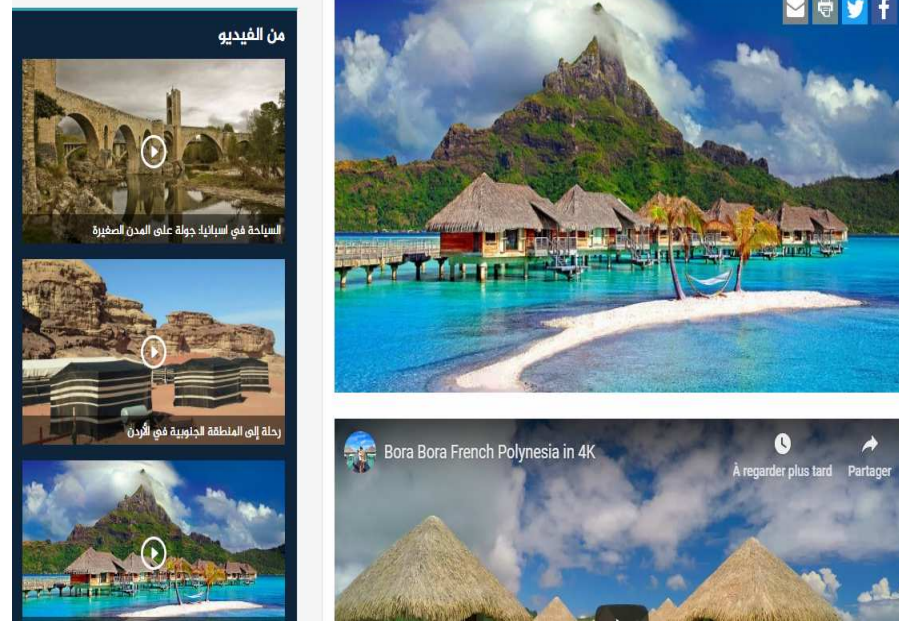 من الفيديو
السياحة في اسبانيا: جولة على المدن الصغيرة
رحلة إلى المنطقة الجنوبية في الأردن
Bora Bora French Polynesia in 4K
À regarder plus tard
Partager